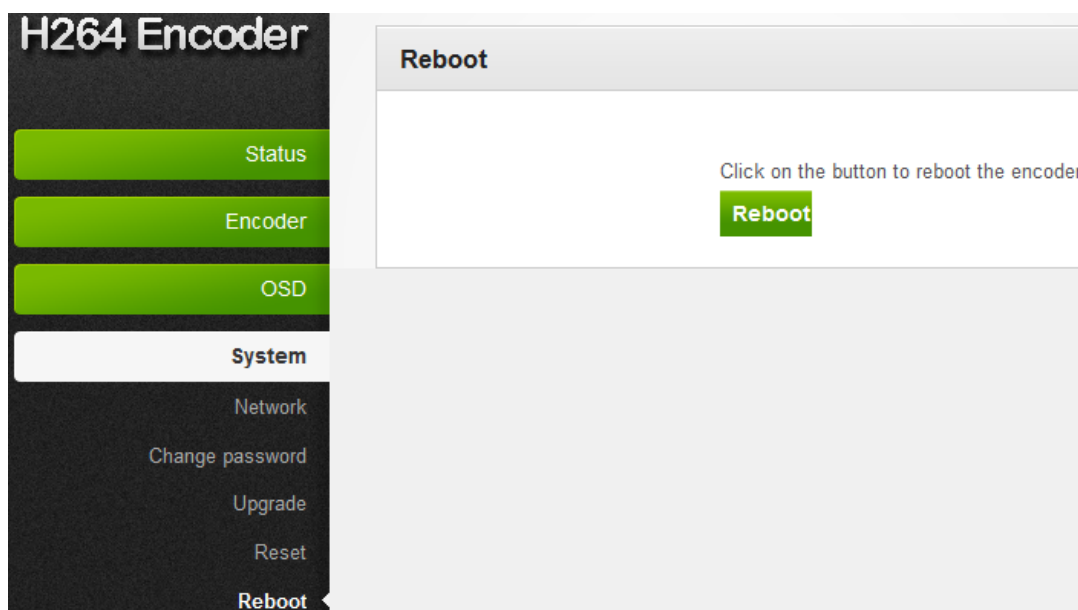 H264 Encoder
Status
Encoder
OSD
System
Network
Change password
Upgrade
Reset
Reboot
Reboot
Click on the button to reboot the encoder
Reboot